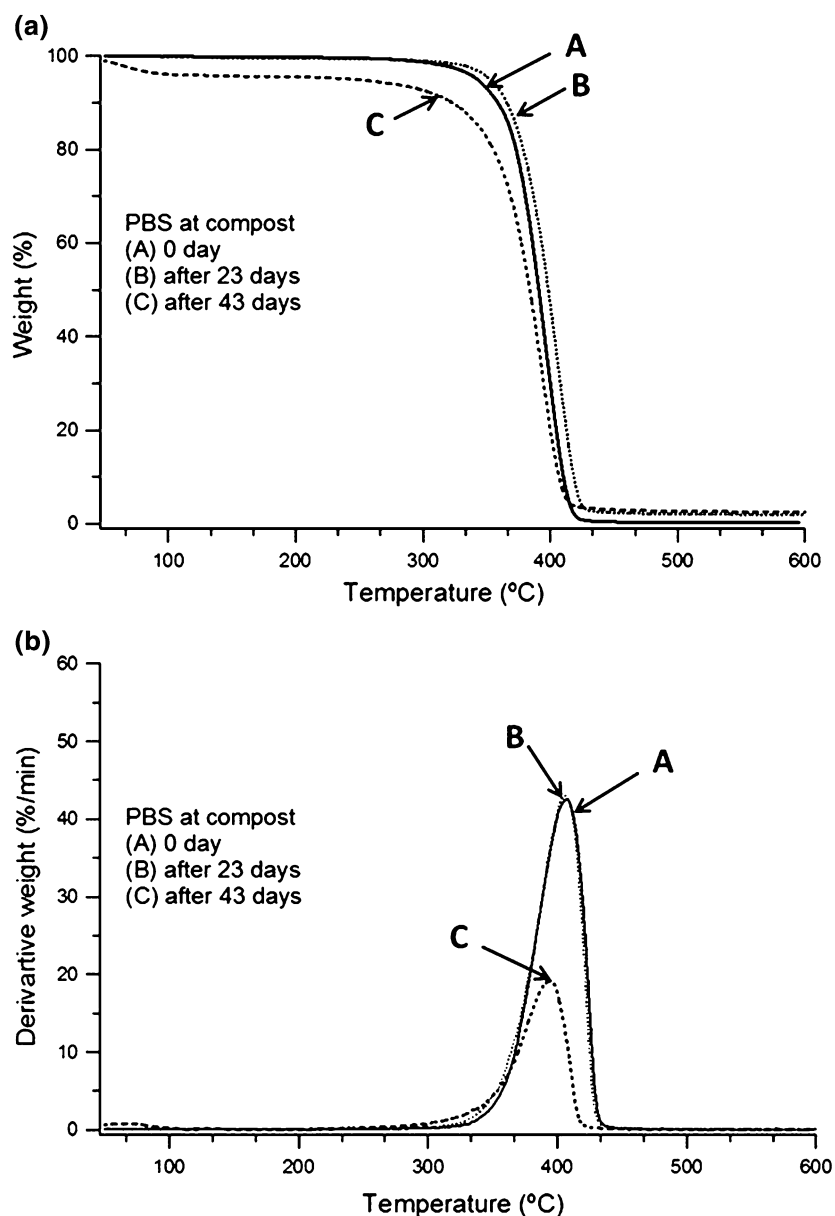 (a)
100
80
60
40
20
0
Weight (%)
A
B
C
PBS at compost
(A) 0 day
(B) after 23 days
(C) after 43 days
100 200 300 400 500 600
Temperature (ºC)
(b)
60
50
40
30
20
10
0
Derivartive weight (%/min)
B
A
C
PBS at compost
(A) 0 day
(B) after 23 days
(C) after 43 days
100 200 300 400 500 600
Temperature (ºC)